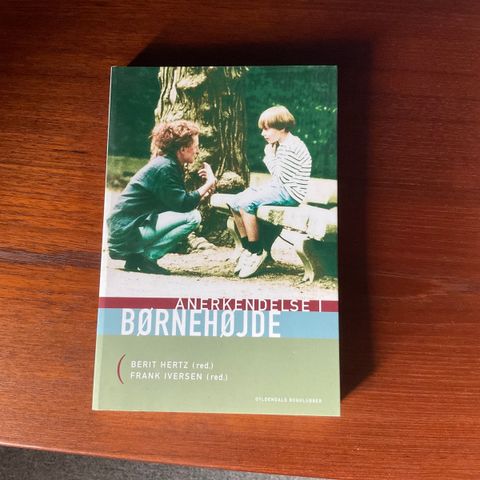 ANERKENDELSE I
BØRNEHØJDE
BERIT HERTZ (red.)
FRANK IVERSEN (red.)
GYLDENDALS BOGKLUBBER